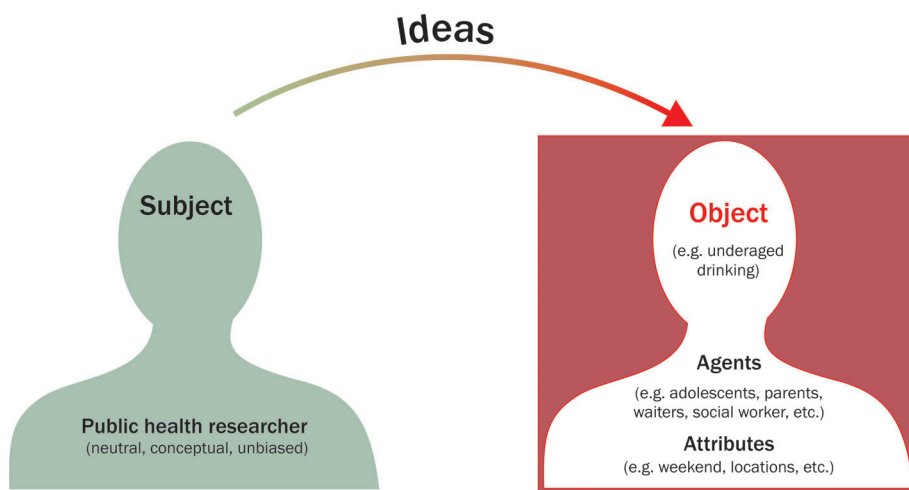 Ideas
Subject
Public health researcher
(neutral, conceptual, unbiased)
Object
(e.g. underaged
drinking)
Agents
(e.g. adolescents, parents,
waiters, social worker, etc.)
Attributes
(e.g. weekend, locations, etc.)